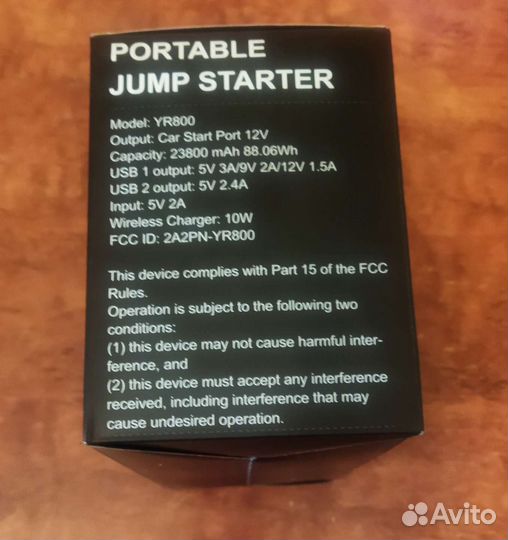 PORTABLE
JUMP STARTER
Model: YR800
Output: Car Start Port 12V
Capacity: 23800 mAh 88.06Wh
USB 1 output: 5V 3A/9V 2A/12V 1.5A
USB 2 output: 5V 2.4A
Input: 5V 2A
Wireless Charger: 10W
FCC ID: 2A2PN-YR800
This device complies with Part 15 of the FCC
Rules.
Operation is subject to the following two
conditions:
(1) this device may not cause harmful inter-
ference, and
(2) this device must accept any interference
received, including interference that may
cause undesired operation.
Avito